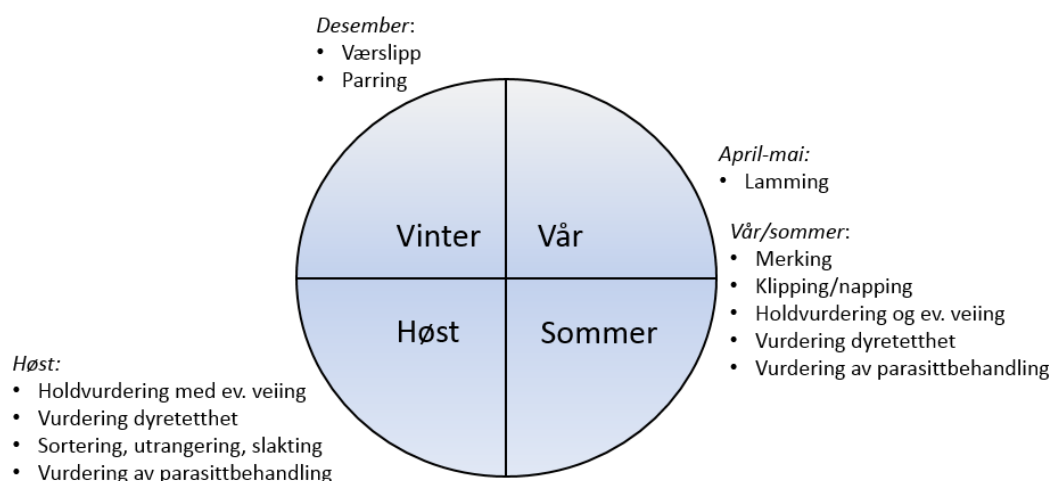 Desember:
• Værslipp
• Parring
April-mai:
• Lamming
Vinter
Vår
Vår/sommer:
• Merking
• Klipping/napping
• Holdvurdering og ev. veiing
• Vurdering dyretetthet
• Vurdering av parasittbehandling
Høst
Sommer
Høst:
• Holdvurdering med ev. veiing
• Vurdering dyretetthet
• Sortering, utrangering, slakting
• Vurdering av parasittbehandling